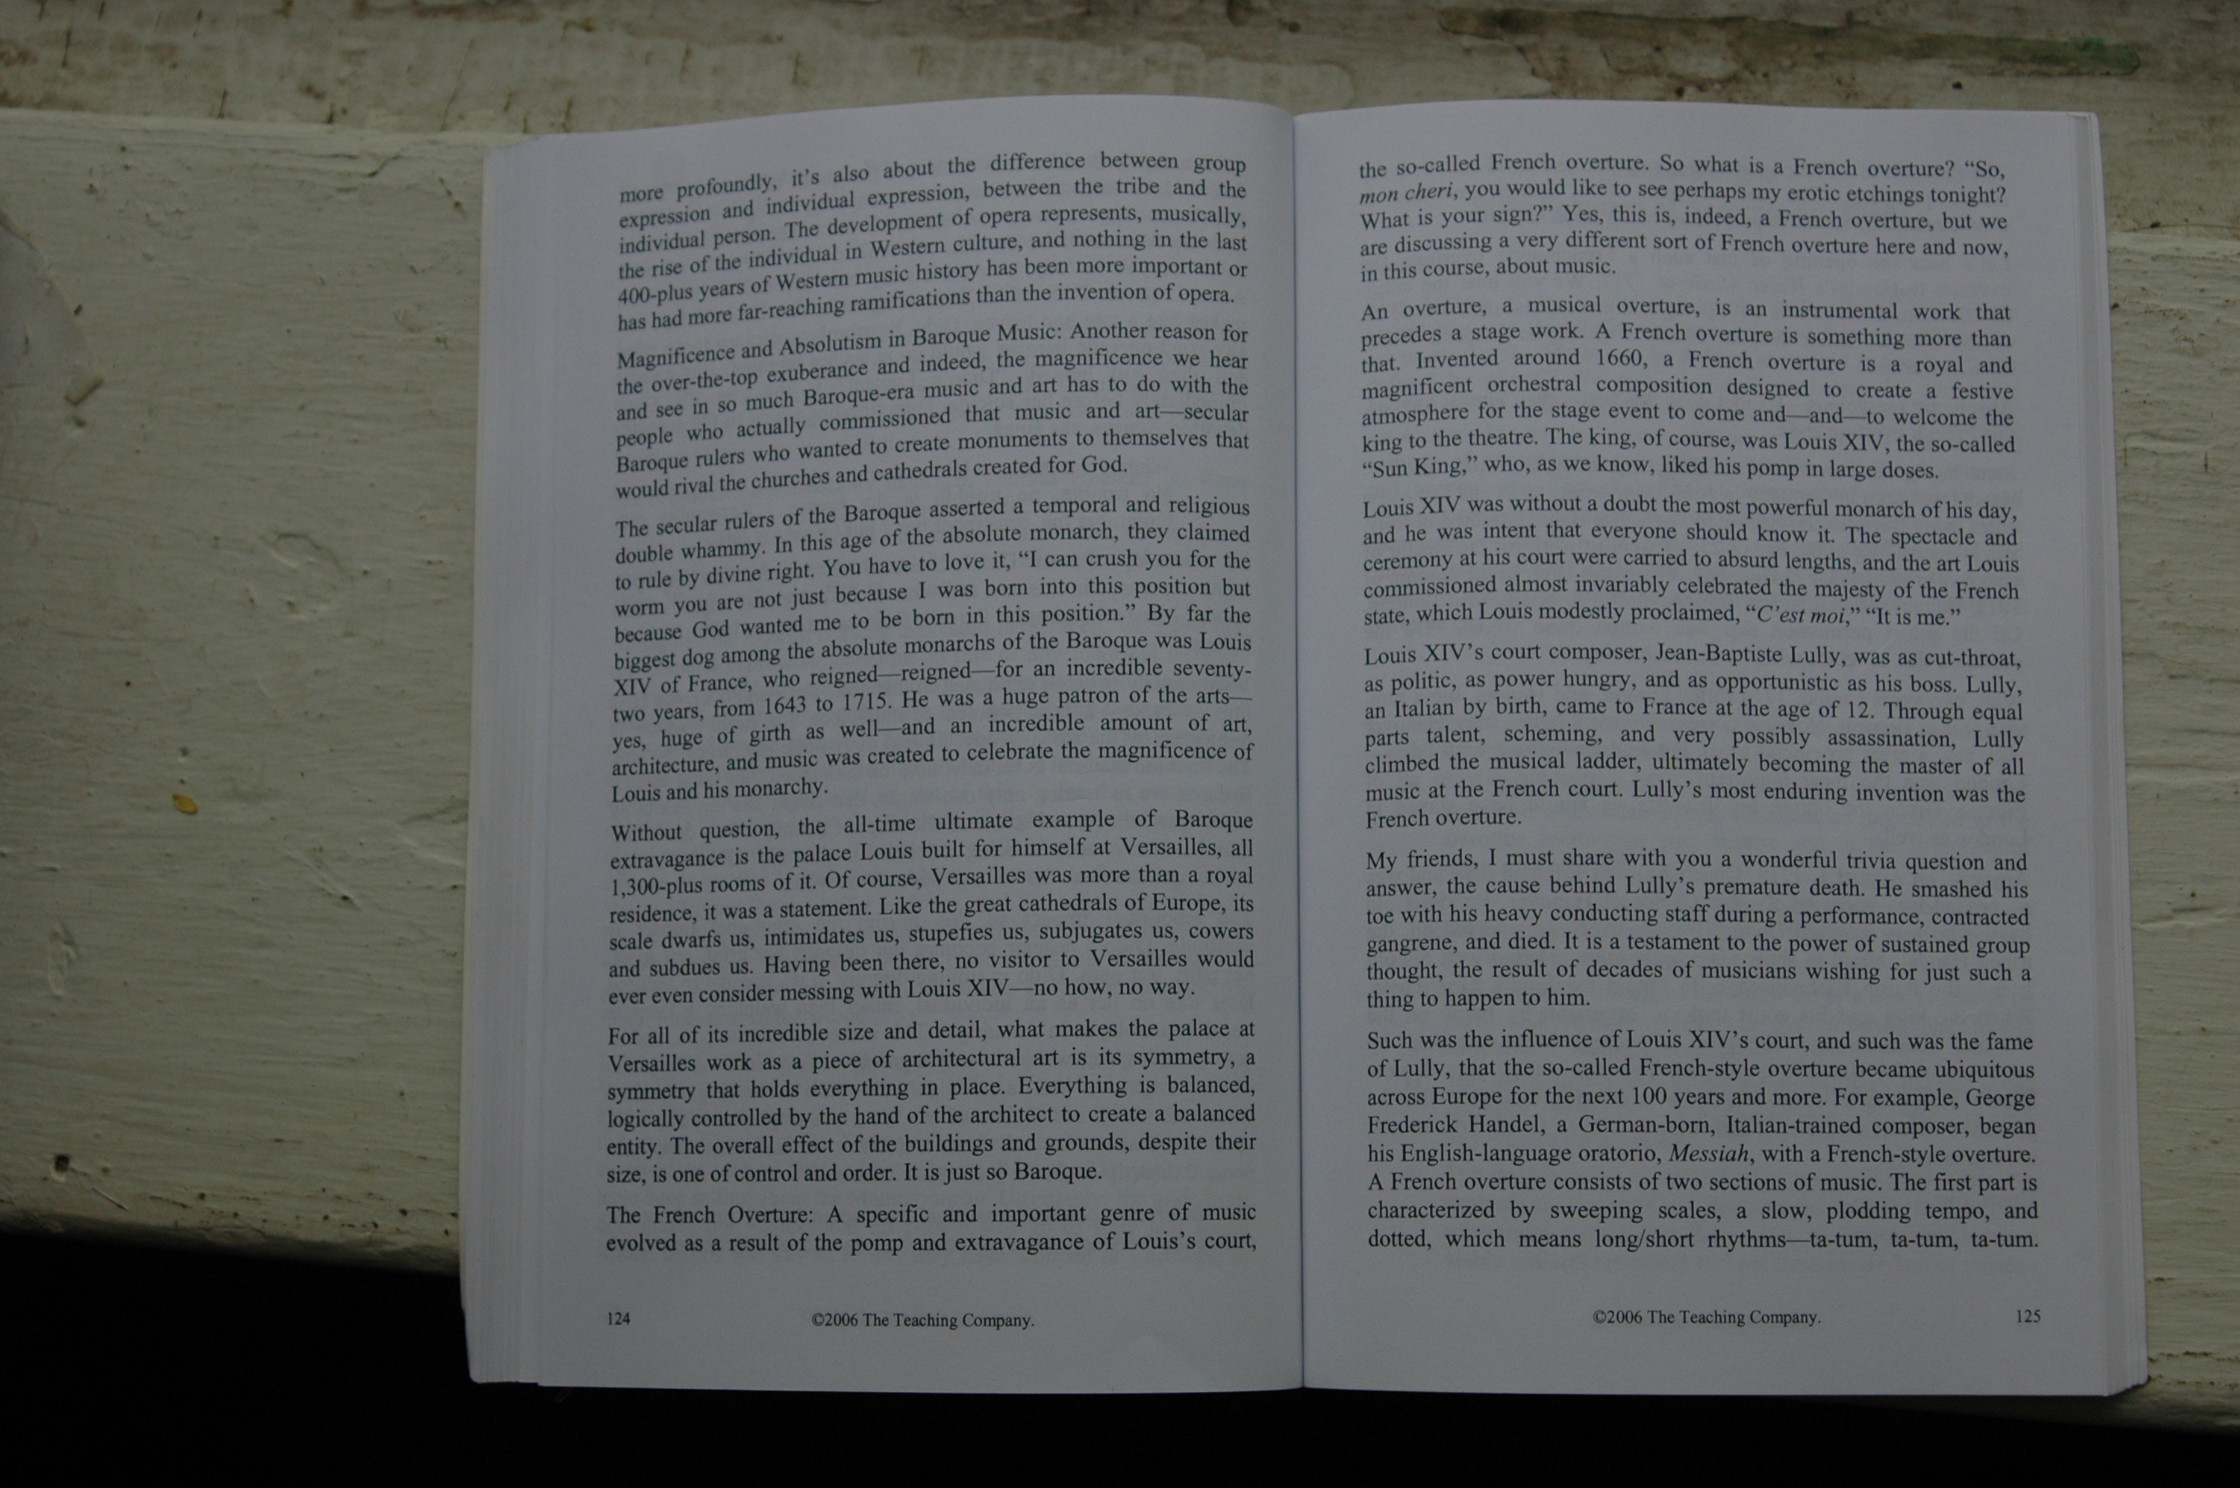 more profoundly, it's also about the difference between group
expression and individual expression, between the tribe and the
individual person. The development of opera represents, musically,
the rise of the individual in Western culture, and nothing in the last
400-plus years of Western music history has been more important or
has had more far-reaching ramifications than the invention of opera.
Magnificence and Absolutism in Baroque Music: Another reason for
the over-the-top exuberance and indeed, the magnificence we hear
and see in so much Baroque-era music and art has to do with the
people who actually commissioned that music and art—secular
Baroque rulers who wanted to create monuments to themselves that
would rival the churches and cathedrals created for God.
The secular rulers of the Baroque asserted a temporal and religious
double whammy. In this age of the absolute monarch, they claimed
to rule by divine right. You have to love it, “I can crush you for the
worm you are not just because I was born into this position but
because God wanted me to be born in this position.” By far the
biggest dog among the absolute monarchs of the Baroque was Louis
XIV of France, who reigned—reigned—for an incredible seventy-
two years, from 1643 to 1715. He was a huge patron of the arts—
yes, huge of girth as well—and an incredible amount of art,
architecture, and music was created to celebrate the magnificence of
Louis and his monarchy.
Without question, the all-time ultimate example of Baroque
extravagance is the palace Louis built for himself at Versailles, all
1,300-plus rooms of it. Of course, Versailles was more than a royal
residence, it was a statement. Like the great cathedrals of Europe, its
scale dwarfs us, intimidates us, stupefies us, subjugates us, cowers
and subdues us. Having been there, no visitor to Versailles would
ever even consider messing with Louis XIV—no how, no way.
For all of its incredible size and detail, what makes the palace at
Versailles work as a piece of architectural art is its symmetry, a
symmetry that holds everything in place. Everything is balanced,
logically controlled by the hand of the architect to create a balanced
entity. The overall effect of the buildings and grounds, despite their
size, is one of control and order. It is just so Baroque.
The French Overture: A specific and important genre of music
evolved as a result of the pomp and extravagance of Louis's court,
124 ©2006 The Teaching Company.
the so-called French overture. So what is a French overture? “So,
mon cheri, you would like to see perhaps my erotic etchings tonight?
What is your sign?” Yes, this is, indeed, a French overture, but we
are discussing a very different sort of French overture here and now,
in this course, about music.
An overture, a musical overture, is an instrumental work that
precedes a stage work. A French overture is something more than
that. Invented around 1660, a French overture is a royal and
magnificent orchestral composition designed to create a festive
atmosphere for the stage event to come and—and—to welcome the
king to the theatre. The king, of course, was Louis XIV, the so-called
“Sun King,” who, as we know, liked his pomp in large doses.
Louis XIV was without a doubt the most powerful monarch of his day,
and he was intent that everyone should know it. The spectacle and
ceremony at his court were carried to absurd lengths, and the art Louis
commissioned almost invariably celebrated the majesty of the French
state, which Louis modestly proclaimed, “C'est moi,” “It is me.”
Louis XIV's court composer, Jean-Baptiste Lully, was as cut-throat,
as politic, as power hungry, and as opportunistic as his boss. Lully,
an Italian by birth, came to France at the age of 12. Through equal
parts talent, scheming, and very possibly assassination, Lully
climbed the musical ladder, ultimately becoming the master of all
music at the French court. Lully's most enduring invention was the
French overture.
My friends, I must share with you a wonderful trivia question and
answer, the cause behind Lully's premature death. He smashed his
toe with his heavy conducting staff during a performance, contracted
gangrene, and died. It is a testament to the power of sustained group
thought, the result of decades of musicians wishing for just such a
thing to happen to him.
Such was the influence of Louis XIV's court, and such was the fame
of Lully, that the so-called French-style overture became ubiquitous
across Europe for the next 100 years and more. For example, George
Frederick Handel, a German-born, Italian-trained composer, began
his English-language oratorio, Messiah, with a French-style overture.
A French overture consists of two sections of music. The first part is
characterized by sweeping scales, a slow, plodding tempo, and
dotted, which means long/short rhythms—ta-tum, ta-tum, ta-tum.
©2006 The Teaching Company. 125